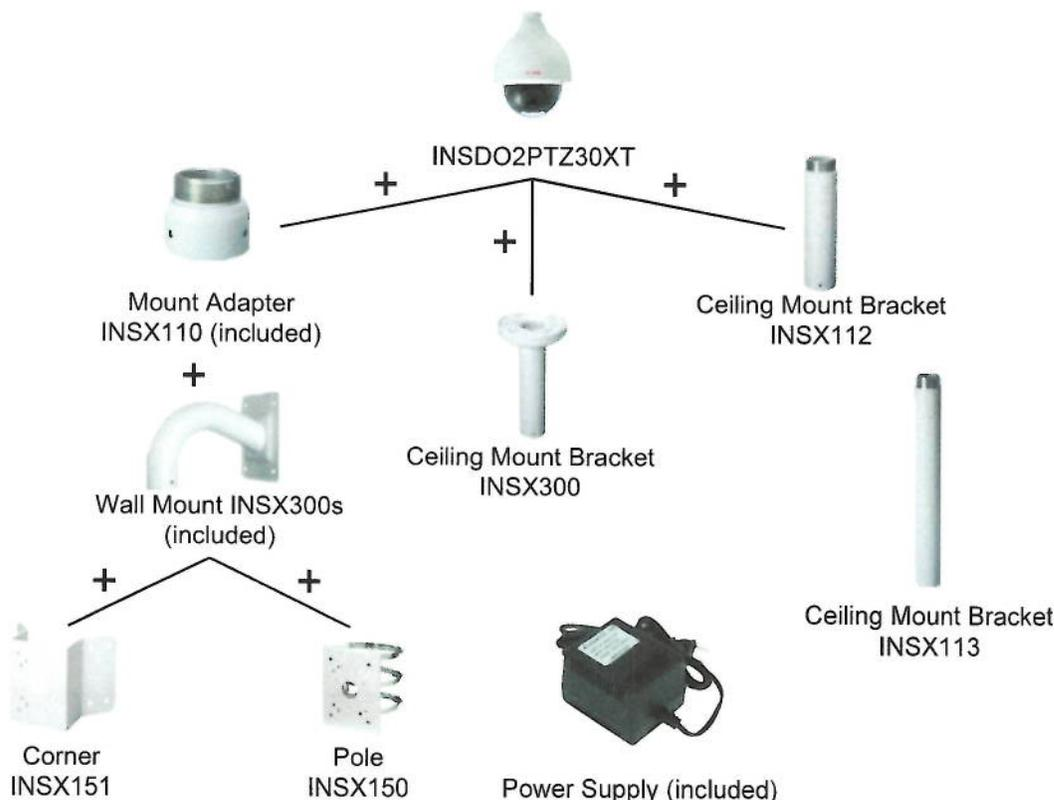 INSDO2PTZ30XT
+
+
+
Mount Adapter
INSX110 (included)
Ceiling Mount Bracket
INSX112
+
Ceiling Mount Bracket
INSX300
Wall Mount INSX300s
(included)
+
+
Ceiling Mount Bracket
INSX113
Corner
INSX151
Pole
INSX150
Power Supply (included)